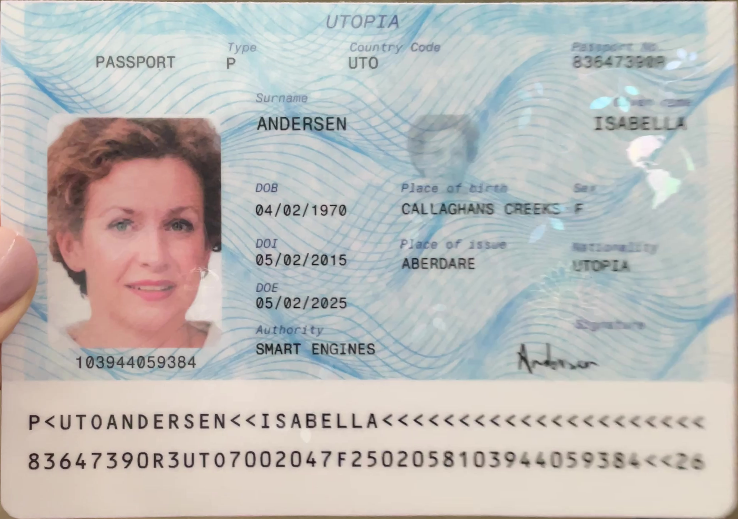 UTOPIA
PASSPORT
Type
P
Country Code
UTO
Passport No.
83647390R
Surname
ANDERSEN
Given name
ISABELLA
DOB
04/02/1970
Place of birth
CALLAGHANS CREEKS
Sex
F
DOI
05/02/2015
Place of issue
ABERDARE
Nationality
UTOPIA
DOE
05/02/2025
Authority
SMART ENGINES
Signature
Andersen
103944059384
P<UTOANDERSEN<<ISABELLA<<<<<<<<<<<<<<<<<<<<<
83647390R3UTO7002047F2502058103944059384<<26